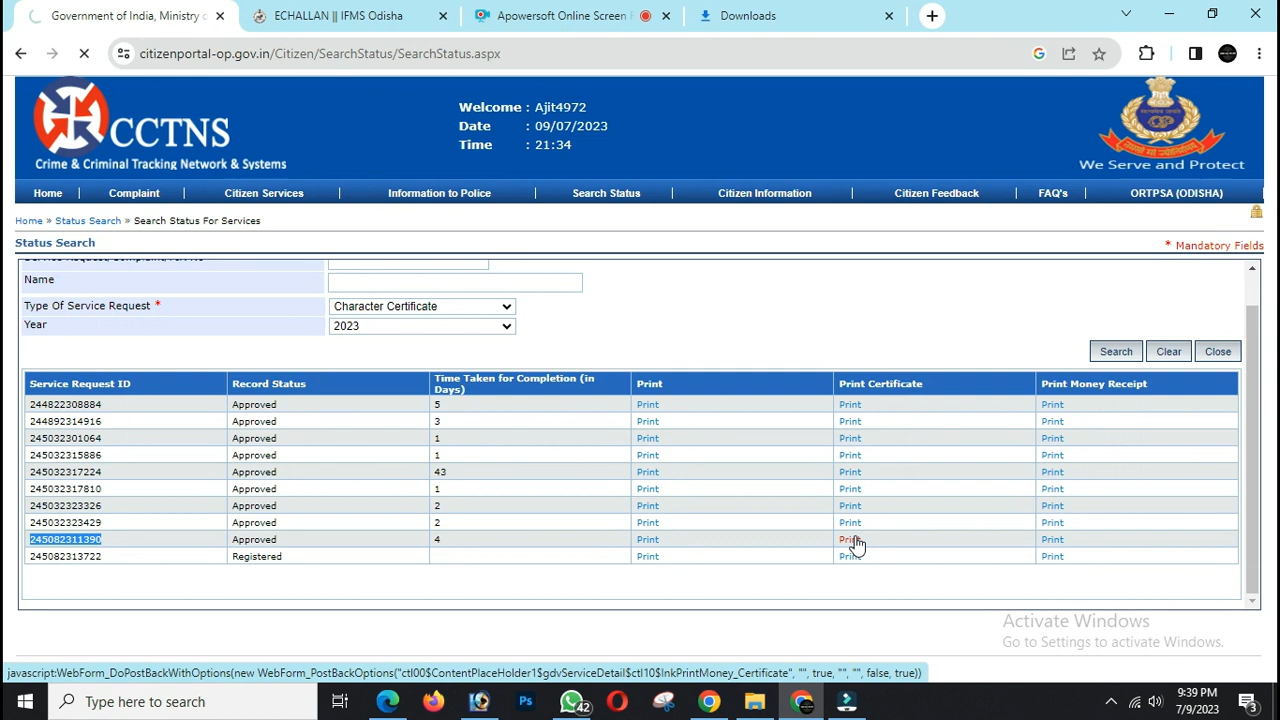 Government of India, Ministry o
ECHALLAN || IFMS Odisha
Apowersoft Online Screen R
Downloads
citizenportal-op.gov.in/Citizen/SearchStatus/SearchStatus.aspx
CCTNS
Crime & Criminal Tracking Network & Systems
Welcome : Ajit4972
Date : 09/07/2023
Time : 21:34
We Serve and Protect
Home Complaint Citizen Services Information to Police Search Status Citizen Information Citizen Feedback FAQ's ORTPSA (ODISHA)
Home » Status Search » Search Status For Services
Status Search
* Mandatory Fields
Name
Type Of Service Request * Character Certificate
Year 2023
Search Clear Close
Service Request ID Record Status Time Taken for Completion (in Days) Print Print Certificate Print Money Receipt
244822308884 Approved 5 Print Print Print
244892314916 Approved 3 Print Print Print
245032301064 Approved 1 Print Print Print
245032315886 Approved 1 Print Print Print
245032317224 Approved 43 Print Print Print
245032317810 Approved 1 Print Print Print
245032323326 Approved 2 Print Print Print
245032323429 Approved 2 Print Print Print
245082311390 Approved 4 Print Print Print
245082313722 Registered Print Print Print
Activate Windows
Go to Settings to activate Windows.
javascript:WebForm_DoPostBackWithOptions(new WebForm_PostBackOptions("ctl00$ContentPlaceHolder1$gdvServiceDetail$ctl10$lnkPrintMoney_Certificate", "", true, "", "", false, true))
Type here to search
42
9:39 PM
7/9/2023
3